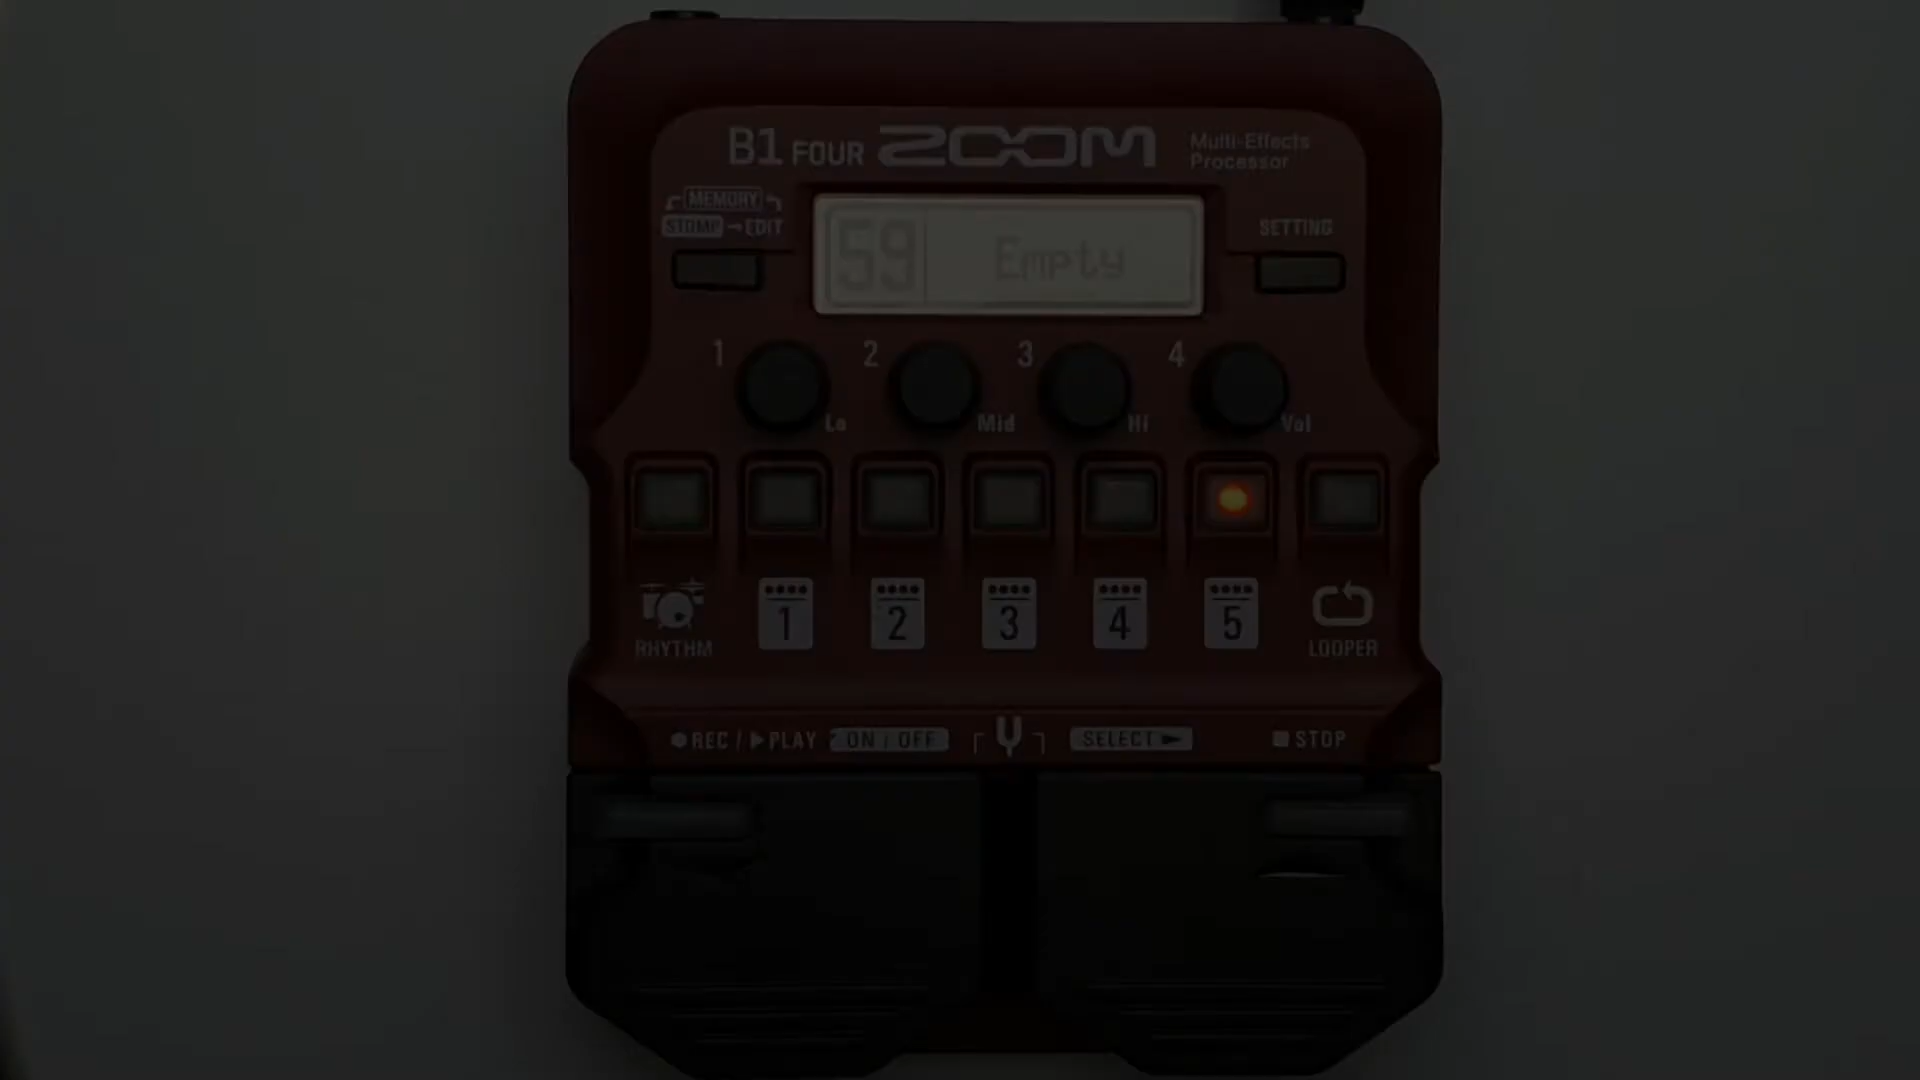 B1 FOUR ZOOM Multi-Effects
Processor
MEMORY
STOMP EDIT
SETTING
59 Empty
1 2 3 4
Lo Mid Hi Vol
1 2 3 4 5
RHYTHM LOOPER
REC / PLAY ON / OFF SELECT STOP